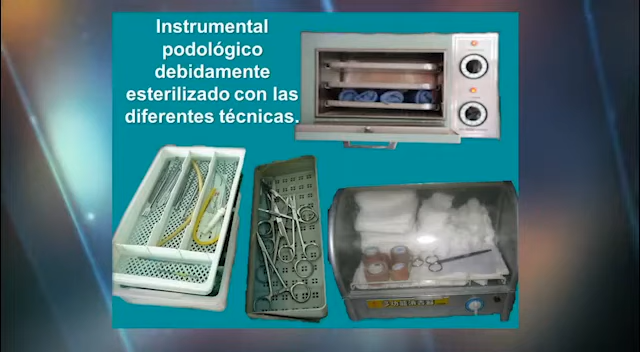 Instrumental
podológico
debidamente
esterilizado con las
diferentes técnicas.